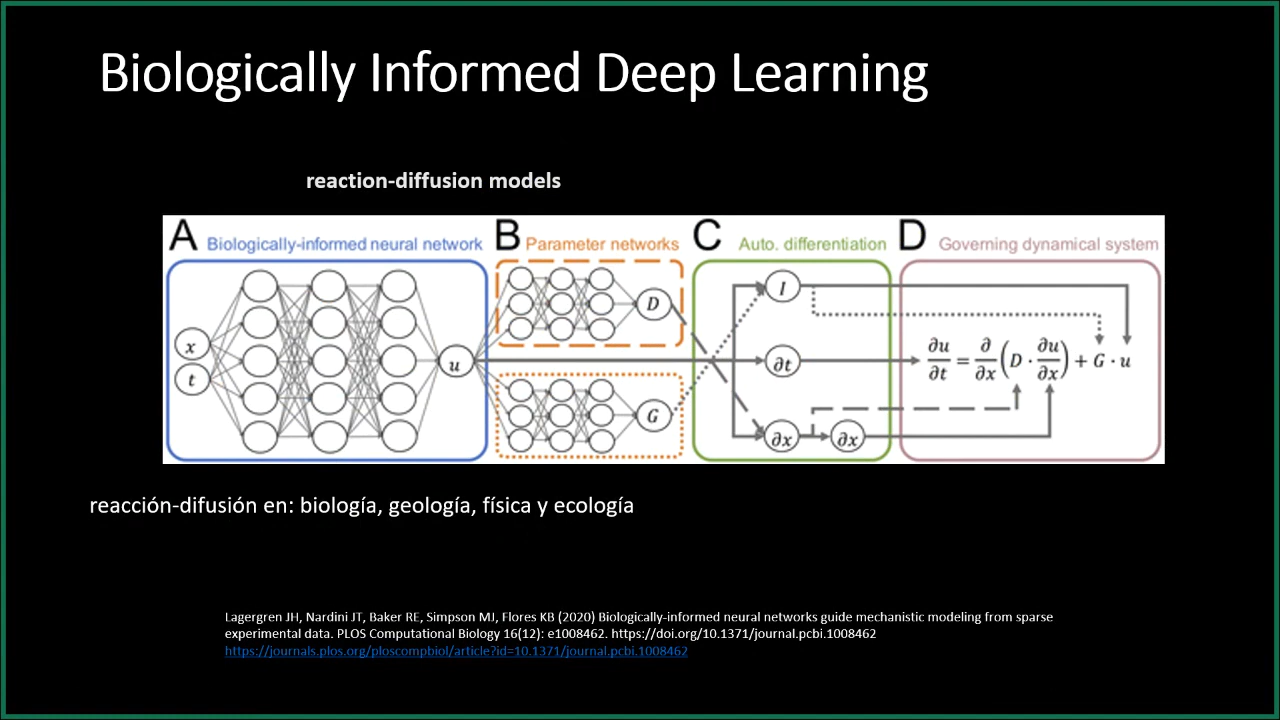 Biologically Informed Deep Learning
reaction-diffusion models
A Biologically-informed neural network B Parameter networks C Auto. differentiation D Governing dynamical system
x
t
u
D
G
I
∂t
∂x ∂x
∂u/∂t = ∂/∂x (D · ∂u/∂x) + G · u
reacción-difusión en: biología, geología, física y ecología
Lagergren JH, Nardini JT, Baker RE, Simpson MJ, Flores KB (2020) Biologically-informed neural networks guide mechanistic modeling from sparse
experimental data. PLOS Computational Biology 16(12): e1008462. https://doi.org/10.1371/journal.pcbi.1008462
https://journals.plos.org/ploscompbiol/article?id=10.1371/journal.pcbi.1008462